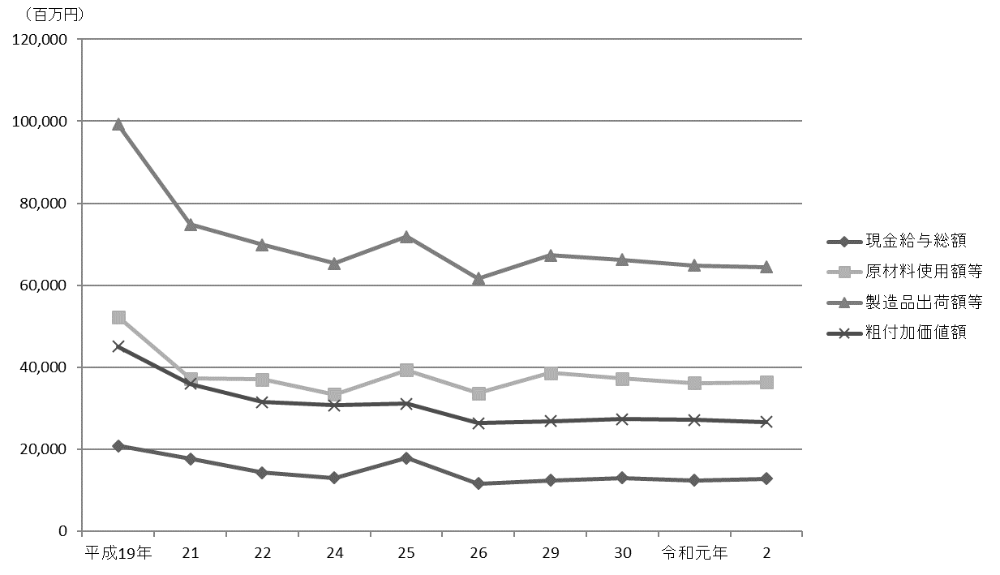 （百万円）
120,000
100,000
80,000
60,000
40,000
20,000
0
平成19年 21 22 24 25 26 29 30 令和元年 2
現金給与総額
原材料使用額等
製造品出荷額等
粗付加価値額